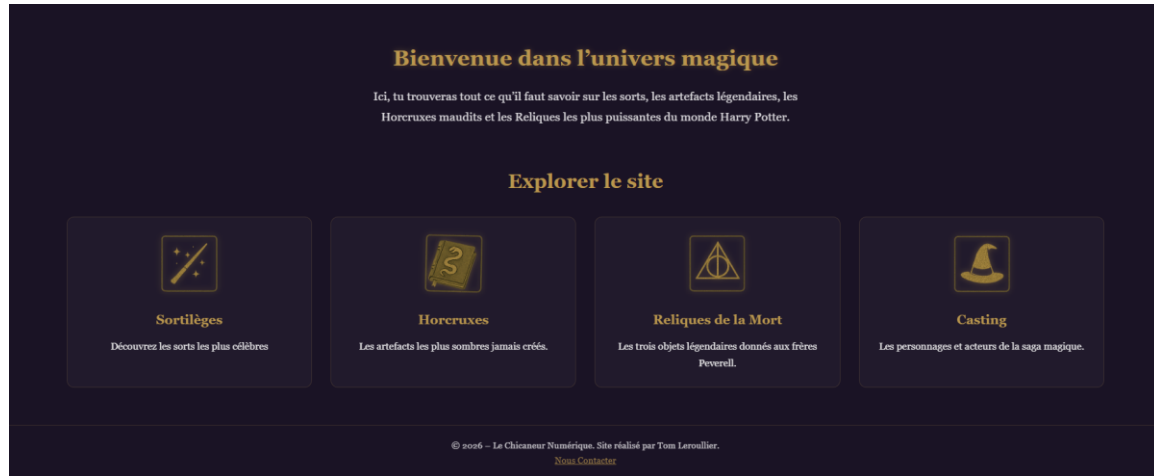 Bienvenue dans l’univers magique
Ici, tu trouveras tout ce qu’il faut savoir sur les sorts, les artefacts légendaires, les
Horcruxes maudits et les Reliques les plus puissantes du monde Harry Potter.
Explorer le site
Sortilèges
Découvrez les sorts les plus célèbres
Horcruxes
Les artefacts les plus sombres jamais créés.
Reliques de la Mort
Les trois objets légendaires donnés aux frères
Peverell.
Casting
Les personnages et acteurs de la saga magique.
© 2026 – Le Chicaneur Numérique. Site réalisé par Tom Leroullier.
Nous Contacter